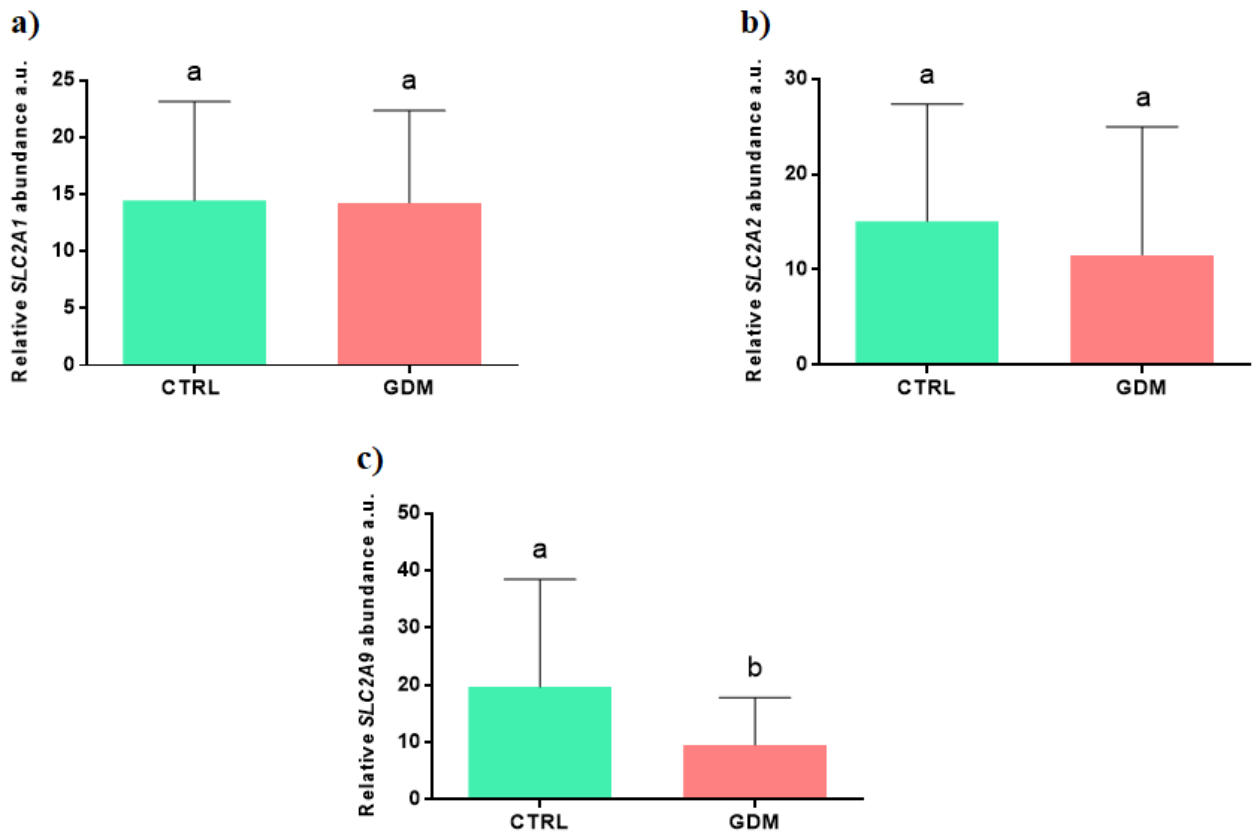 a)
Relative SLC2A1 abundance a.u.
25
20
15
10
5
0
a
a
CTRL
GDM
b)
Relative SLC2A2 abundance a.u.
30
20
10
0
a
a
CTRL
GDM
c)
Relative SLC2A9 abundance a.u.
50
40
30
20
10
0
a
b
CTRL
GDM